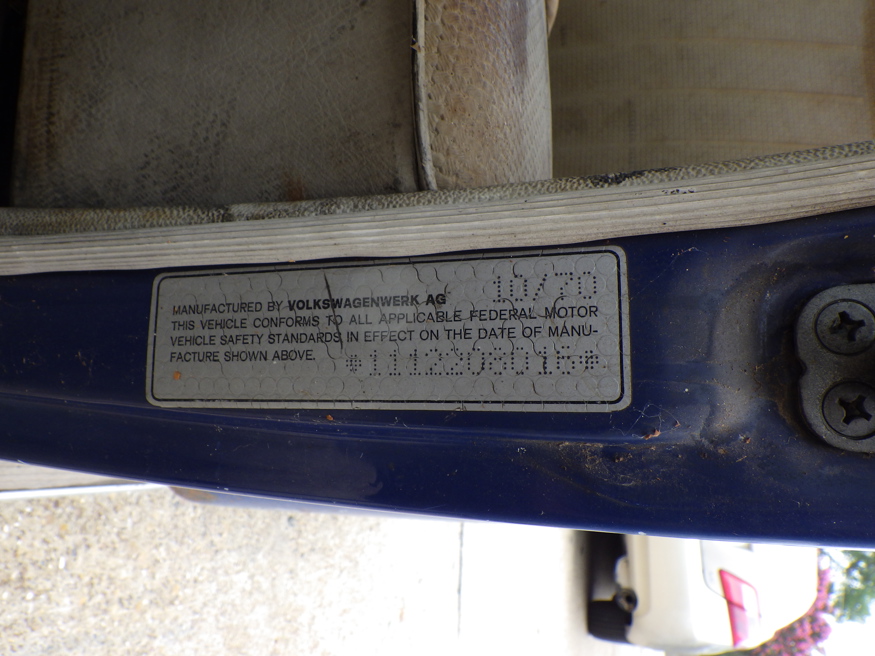 10/70
MANUFACTURED BY VOLKSWAGENWERK AG
THIS VEHICLE CONFORMS TO ALL APPLICABLE FEDERAL MOTOR
VEHICLE SAFETY STANDARDS IN EFFECT ON THE DATE OF MANU-
FACTURE SHOWN ABOVE.
*1112208016*